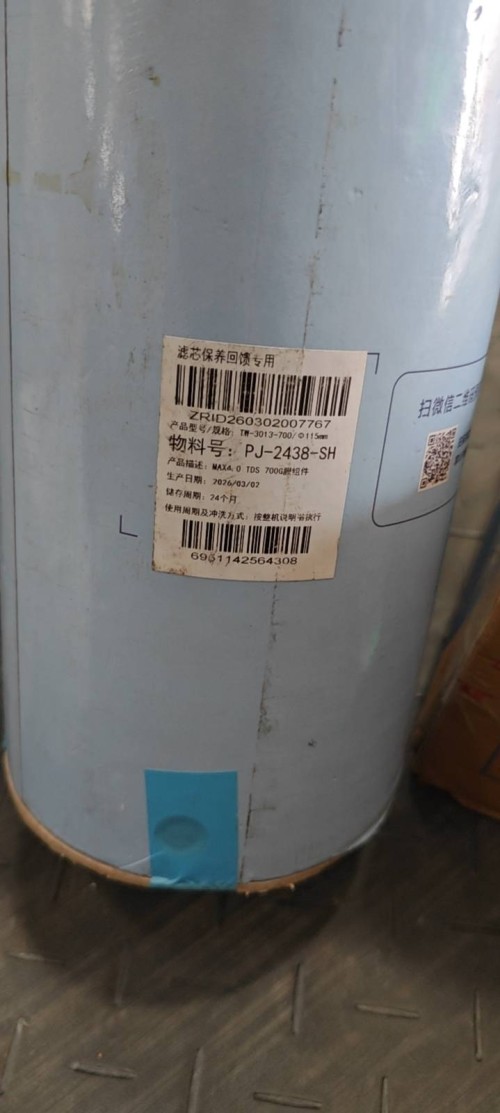 滤芯保养回馈专用
ZRID260302007767
产品型号/规格: TW-3013-700/Φ115mm
物料号: PJ-2438-SH
产品描述: MAX4.0 TDS 700G膜组件
生产日期: 2026/03/02
储存周期: 24个月
使用周期及冲洗方式: 按整机说明书执行
6951142564308
扫微信二维